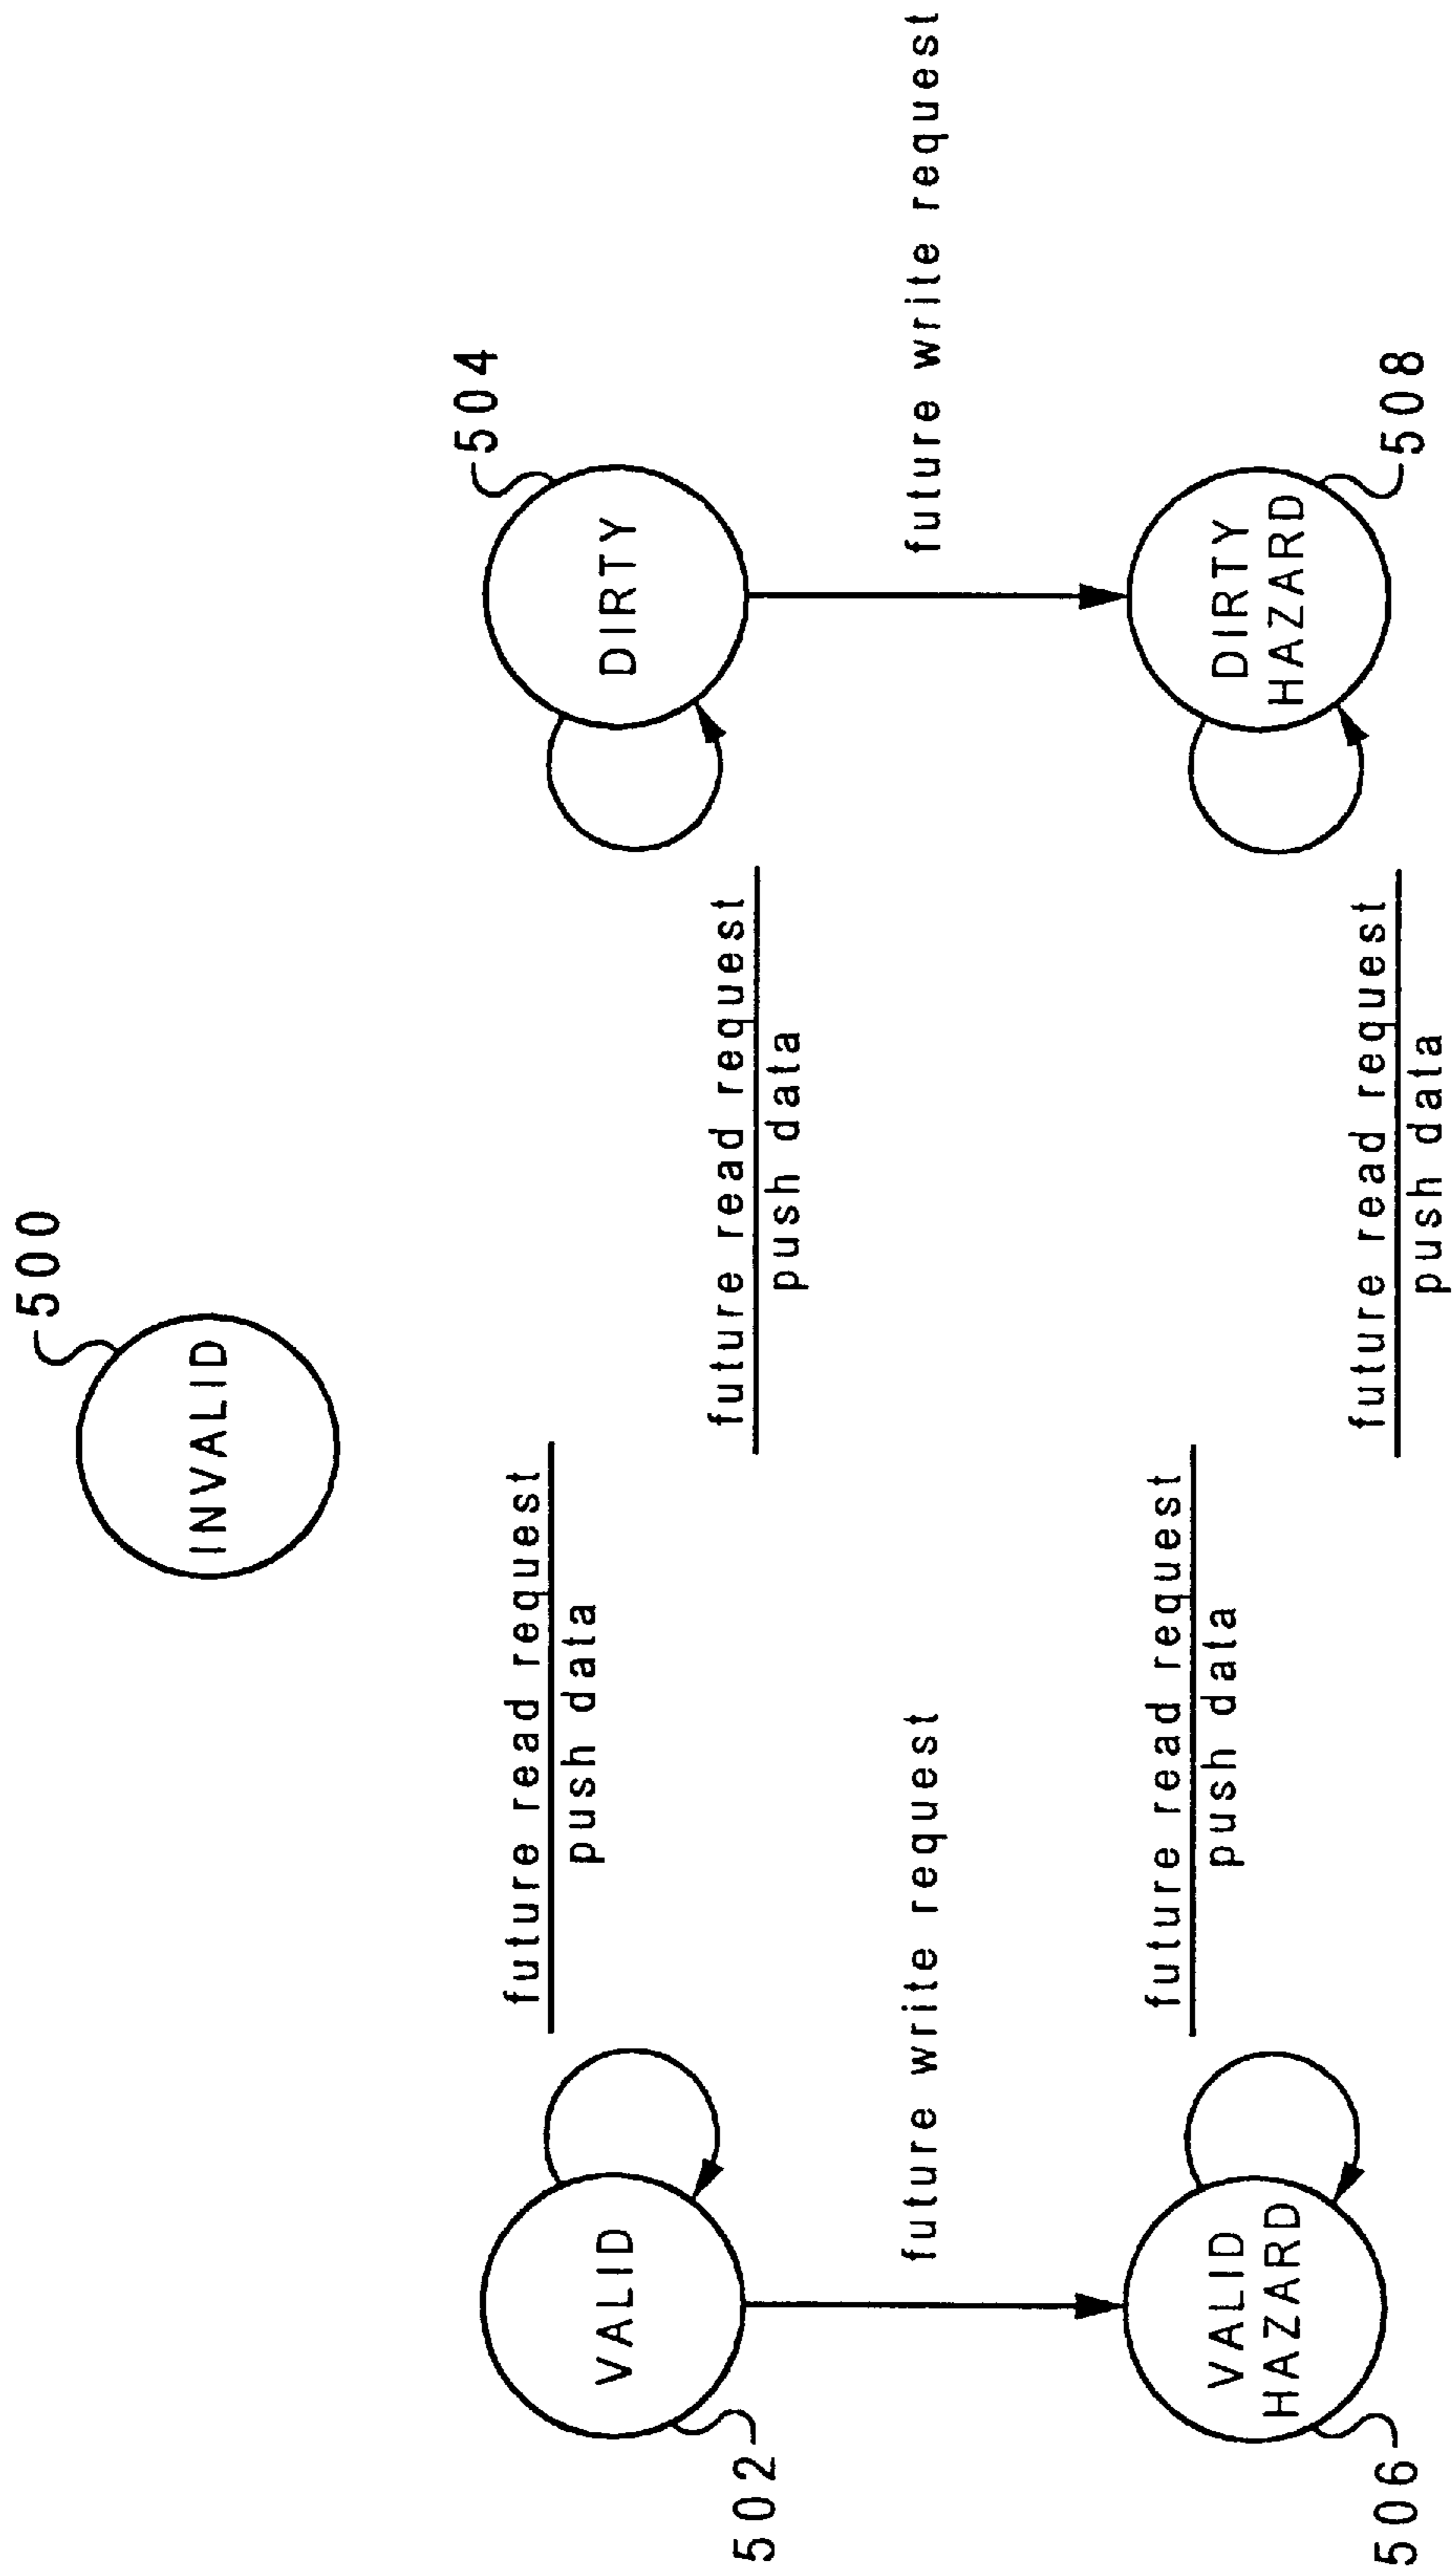 500
INVALID
502
VALID
future read request
push data
504
DIRTY
future read request
push data
future write request
future write request
506
VALID
HAZARD
future read request
push data
508
DIRTY
HAZARD
future read request
push data